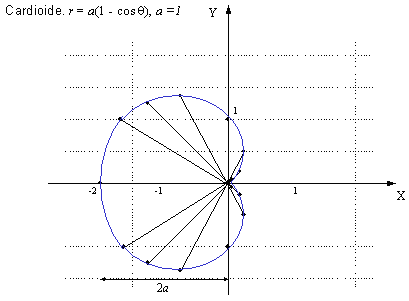 Cardioide. r = a(1 - cosθ), a =1
Y
1
-2 -1 1
X
2a